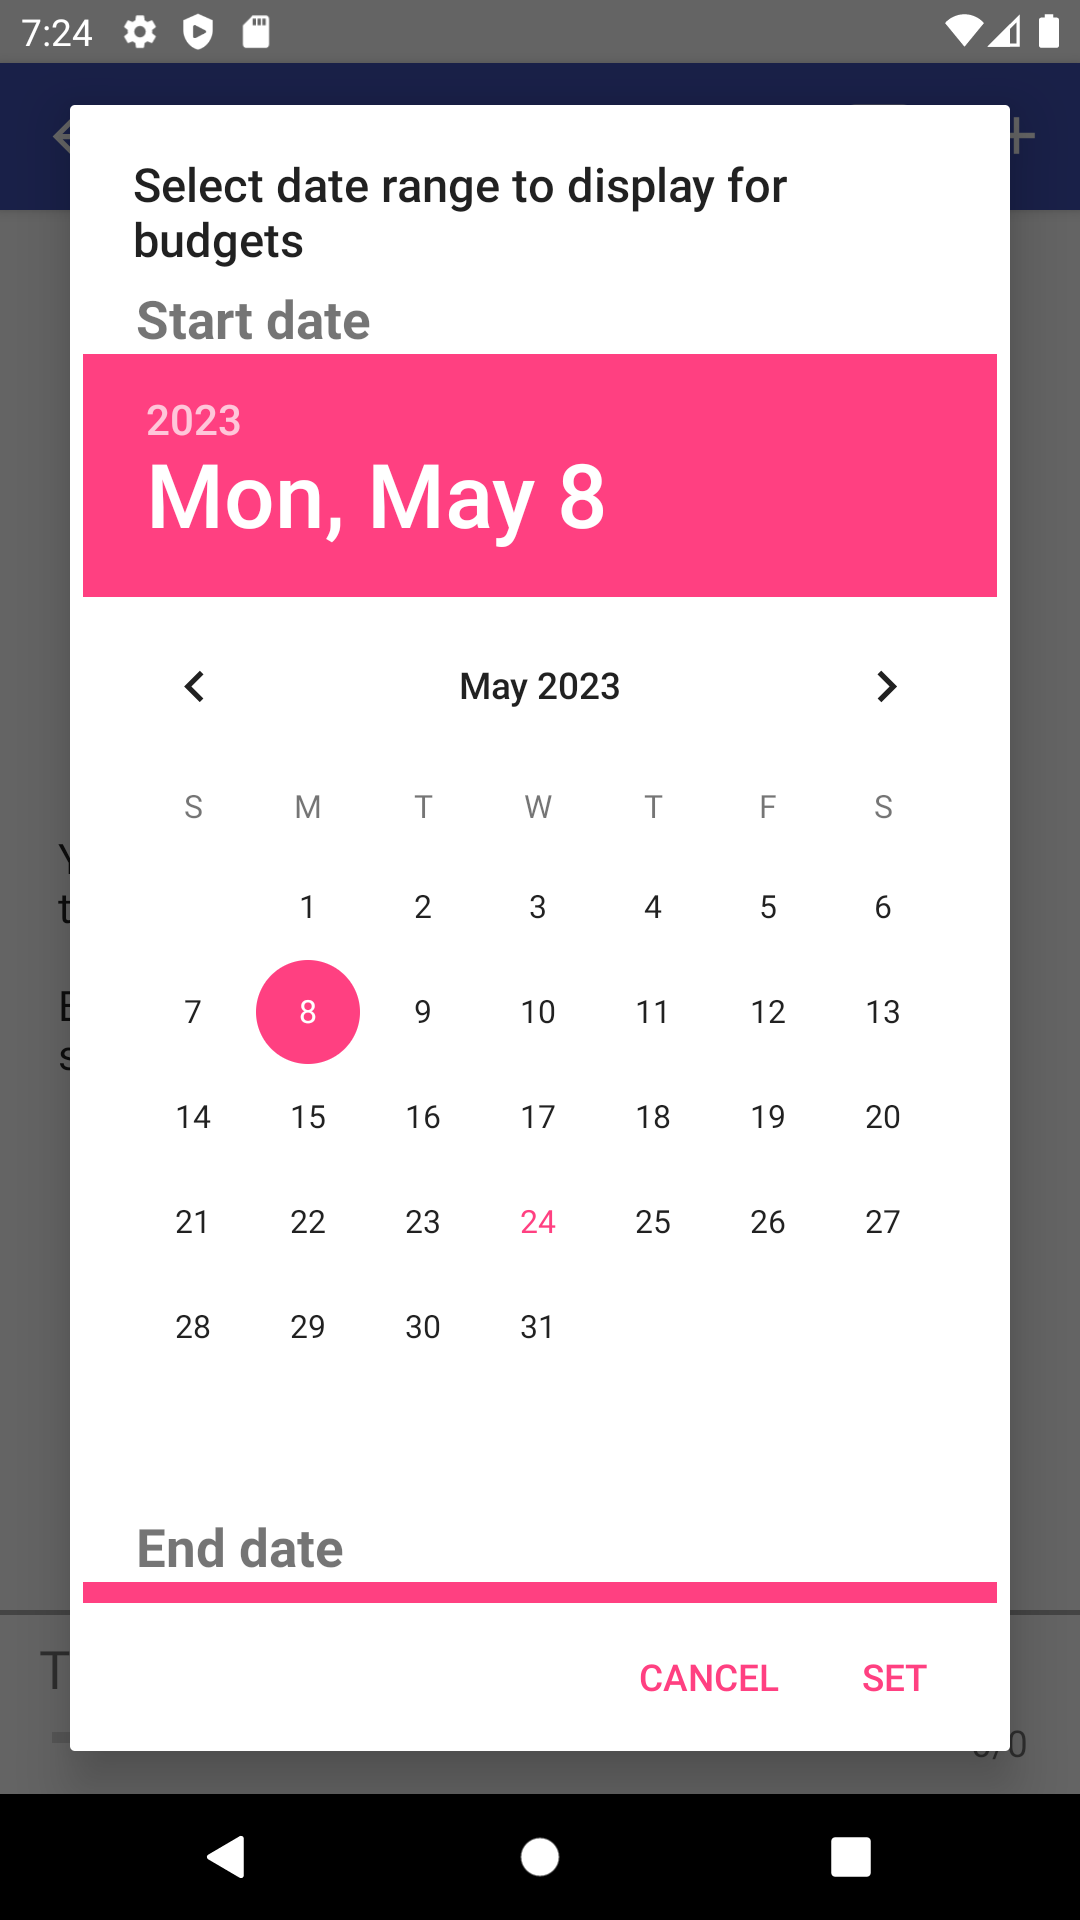 7:24
Select date range to display for
budgets
Start date
2023
Mon, May 8
May 2023
S M T W T F S
1 2 3 4 5 6
7 8 9 10 11 12 13
14 15 16 17 18 19 20
21 22 23 24 25 26 27
28 29 30 31
End date
CANCEL SET